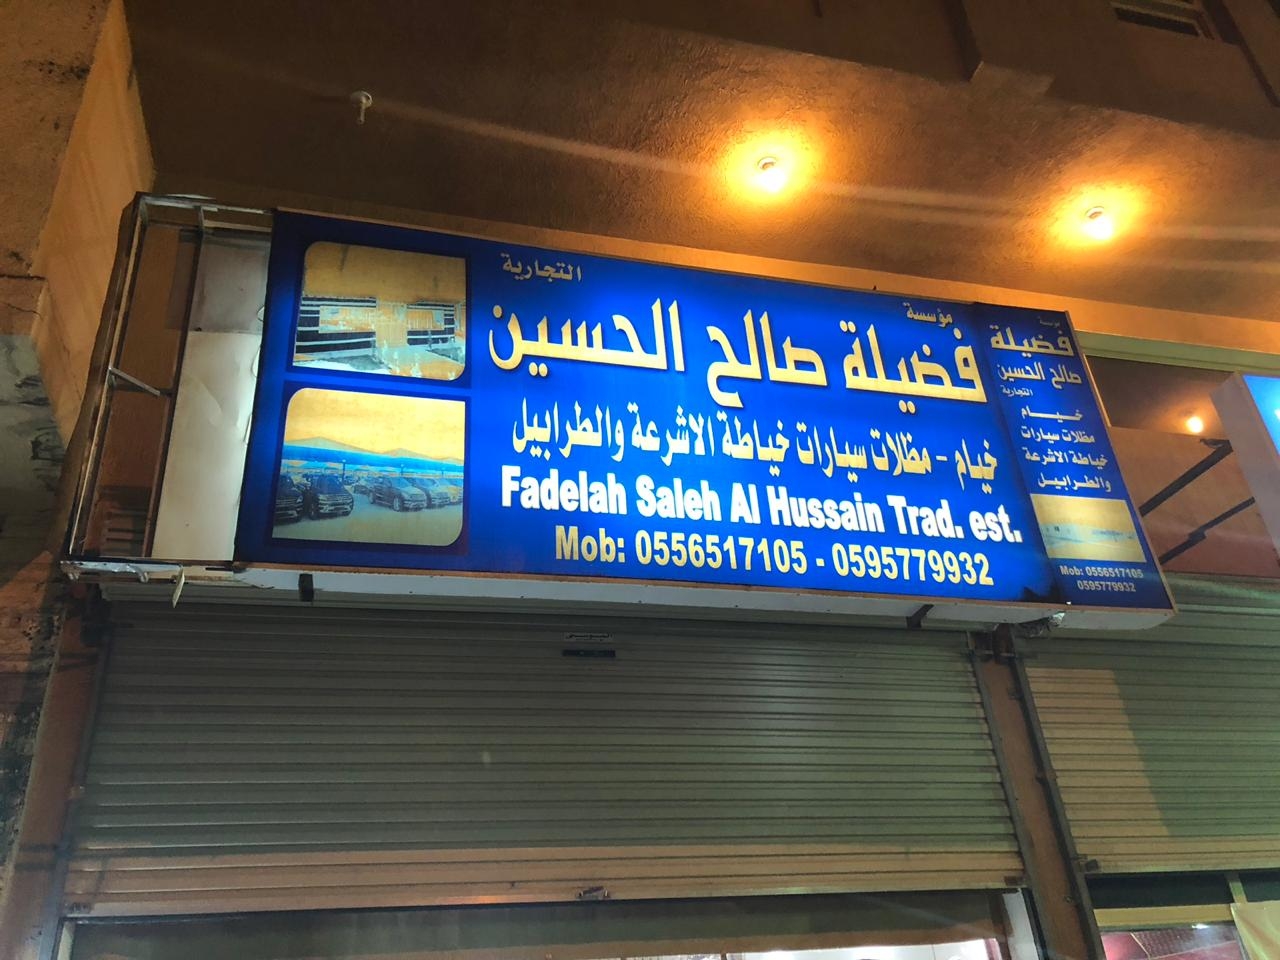 مؤسسة
فضيلة صالح الحسين
التجارية
خيام - مظلات سيارات خياطة الاشرعة والطرابيل
Fadelah Saleh Al Hussain Trad. est.
Mob: 0556517105 - 0595779932
مؤسسة
فضيلة
صالح الحسين
التجارية
خيـــام
مظلات سيارات
خياطة الاشرعة
والطرابيل
Mob: 0556517105
0595779932